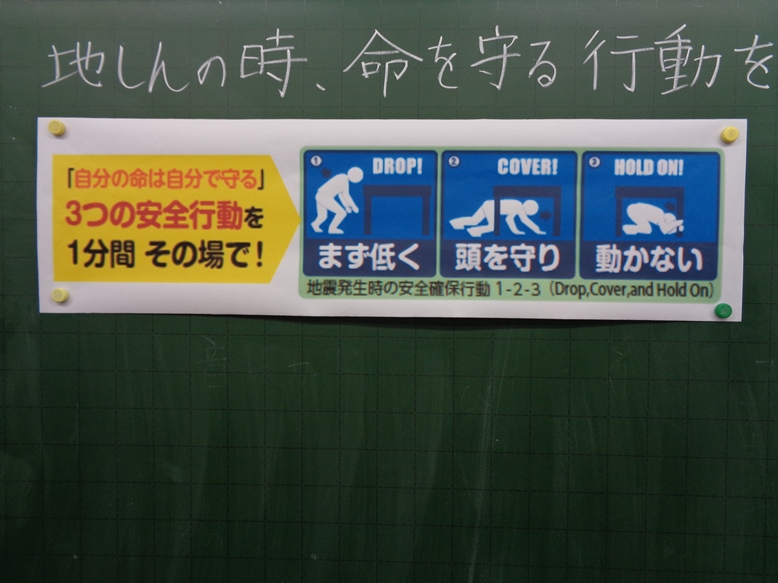 地しんの時、命を守る行動を
「自分の命は自分で守る」
3つの安全行動を
1分間 その場で!
1 DROP!
まず低く
2 COVER!
頭を守り
3 HOLD ON!
動かない
地震発生時の安全確保行動 1-2-3 (Drop,Cover,and Hold On)